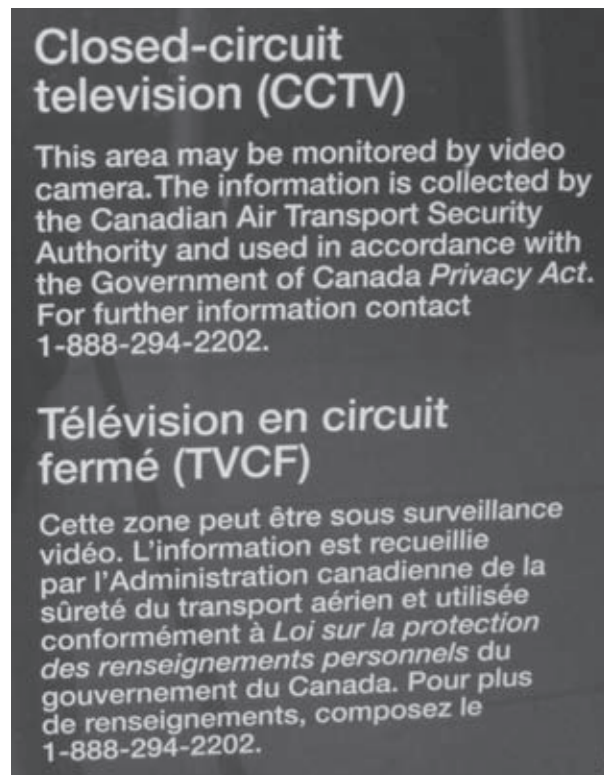 Closed-circuit
television (CCTV)
This area may be monitored by video
camera. The information is collected by
the Canadian Air Transport Security
Authority and used in accordance with
the Government of Canada Privacy Act.
For further information contact
1-888-294-2202.
Télévision en circuit
fermé (TVCF)
Cette zone peut être sous surveillance
vidéo. L'information est recueillie
par l'Administration canadienne de la
sûreté du transport aérien et utilisée
conformément à Loi sur la protection
des renseignements personnels du
gouvernement du Canada. Pour plus
de renseignements, composez le
1-888-294-2202.